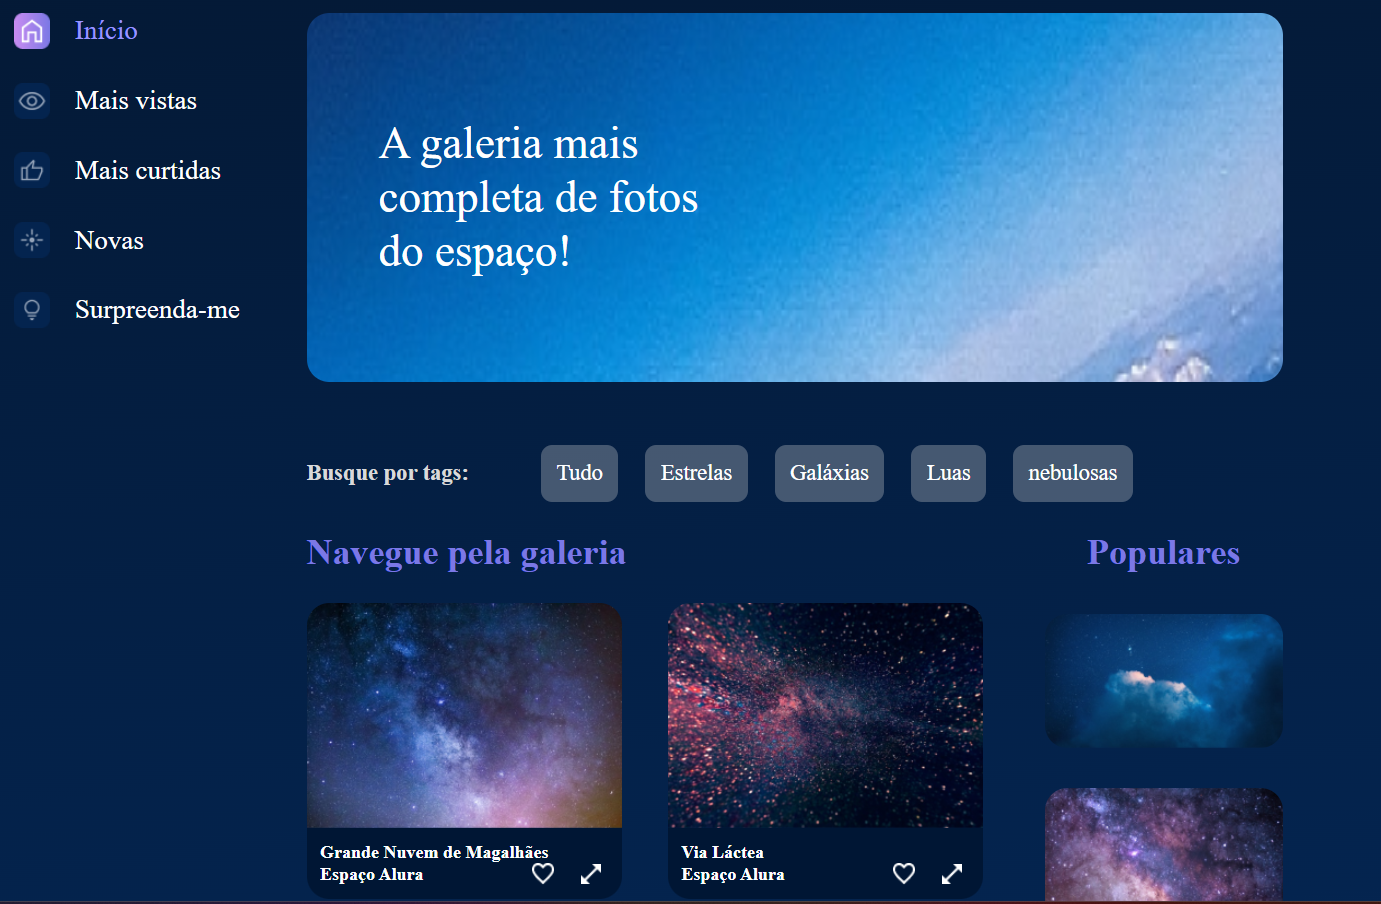 Início
Mais vistas
Mais curtidas
Novas
Surpreenda-me
A galeria mais
completa de fotos
do espaço!
Busque por tags:
Tudo
Estrelas
Galáxias
Luas
nebulosas
Navegue pela galeria
Populares
Grande Nuvem de Magalhães
Espaço Alura
Via Láctea
Espaço Alura